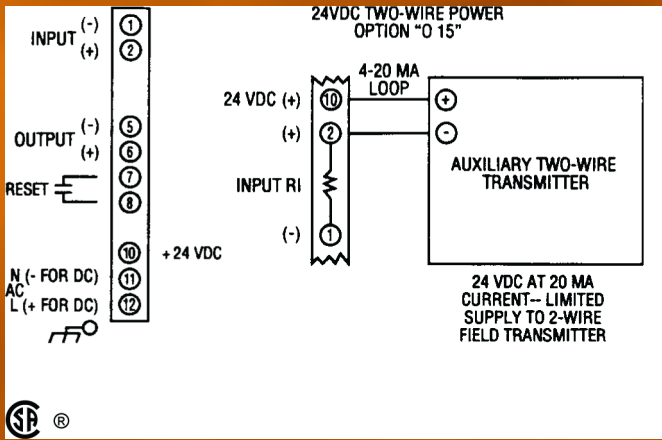 INPUT
(-) 1
(+) 2
OUTPUT
(-) 5
(+) 6
RESET
7
8
10 +24 VDC
N (- FOR DC) 11
AC
L (+ FOR DC) 12
24VDC TWO-WIRE POWER
OPTION "O 15"
4-20 MA
LOOP
24 VDC (+) 10 +
(+) 2 -
INPUT RI
(-) 1
AUXILIARY TWO-WIRE
TRANSMITTER
24 VDC AT 20 MA
CURRENT-- LIMITED
SUPPLY TO 2-WIRE
FIELD TRANSMITTER
SA ®